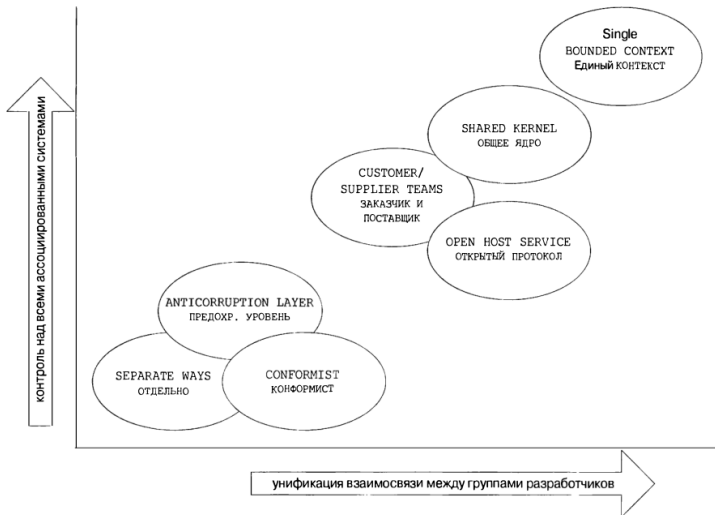 Single
BOUNDED CONTEXT
Единый КОНТЕКСТ
SHARED KERNEL
ОБЩЕЕ ЯДРО
CUSTOMER/
SUPPLIER TEAMS
ЗАКАЗЧИК И
ПОСТАВЩИК
OPEN HOST SERVICE
ОТКРЫТЫЙ ПРОТОКОЛ
ANTICORRUPTION LAYER
ПРЕДОХР. УРОВЕНЬ
SEPARATE WAYS
ОТДЕЛЬНО
CONFORMIST
КОНФОРМИСТ
контроль над всеми ассоциированными системами
унификация взаимосвязи между группами разработчиков